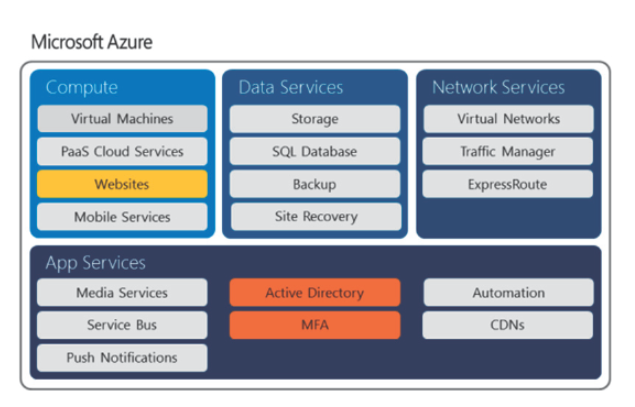 Microsoft Azure
Compute
Virtual Machines
PaaS Cloud Services
Websites
Mobile Services
Data Services
Storage
SQL Database
Backup
Site Recovery
Network Services
Virtual Networks
Traffic Manager
ExpressRoute
App Services
Media Services
Service Bus
Push Notifications
Active Directory
MFA
Automation
CDNs